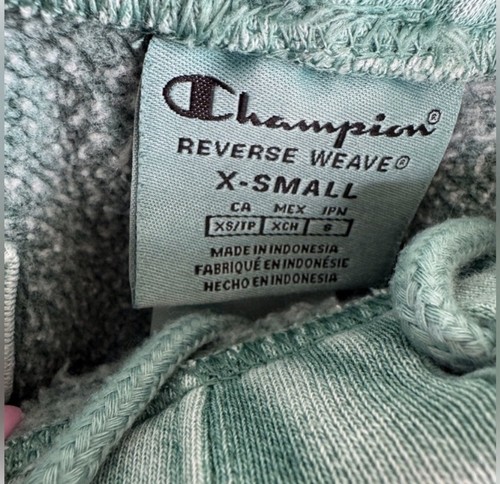 Champion®
REVERSE WEAVE®
X-SMALL
CA MEX JPN
XS/TP XCH S
MADE IN INDONESIA
FABRIQUÉ EN INDONÉSIE
HECHO EN INDONESIA